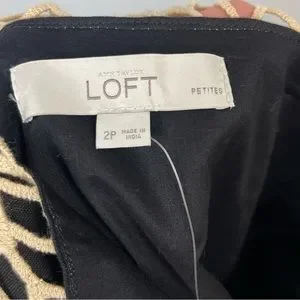 ANN TAYLOR
LOFT
PETITES
2P
MADE IN
INDIA